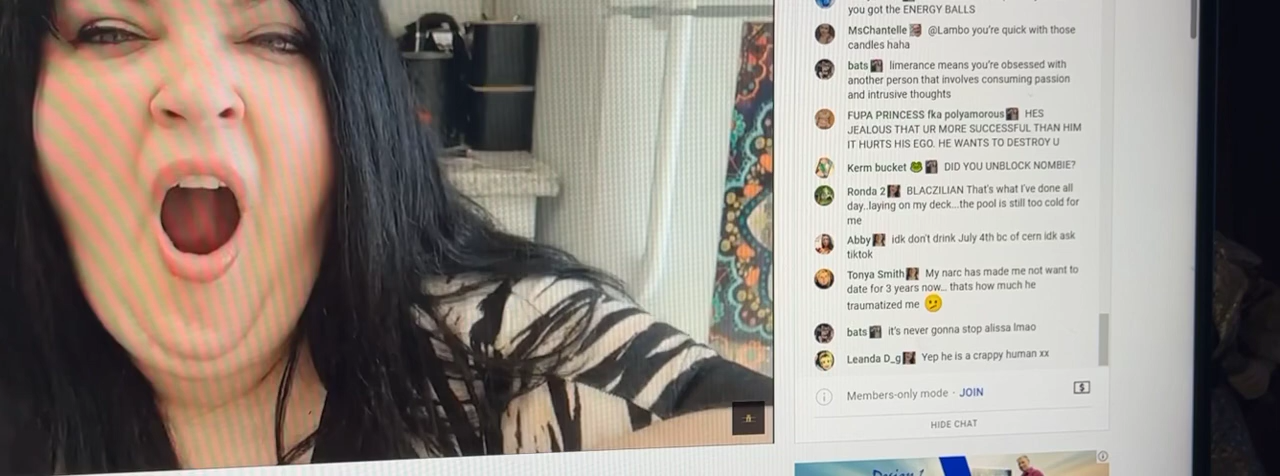 you got the ENERGY BALLS
MsChantelle @Lambo you're quick with those
candles haha
bats limerance means you're obsessed with
another person that involves consuming passion
and intrusive thoughts
FUPA PRINCESS fka polyamorous HES
JEALOUS THAT UR MORE SUCCESSFUL THAN HIM
IT HURTS HIS EGO. HE WANTS TO DESTROY U
Kerm bucket 🐸 DID YOU UNBLOCK NOMBIE?
Ronda 2 BLACZILIAN That's what I've done all
day..laying on my deck...the pool is still too cold for
me
Abby idk don't drink July 4th bc of cern idk ask
tiktok
Tonya Smith My narc has made me not want to
date for 3 years now... thats how much he
traumatized me 🫤
bats it's never gonna stop alissa lmao
Leanda D_g Yep he is a crappy human xx
Members-only mode · JOIN
HIDE CHAT